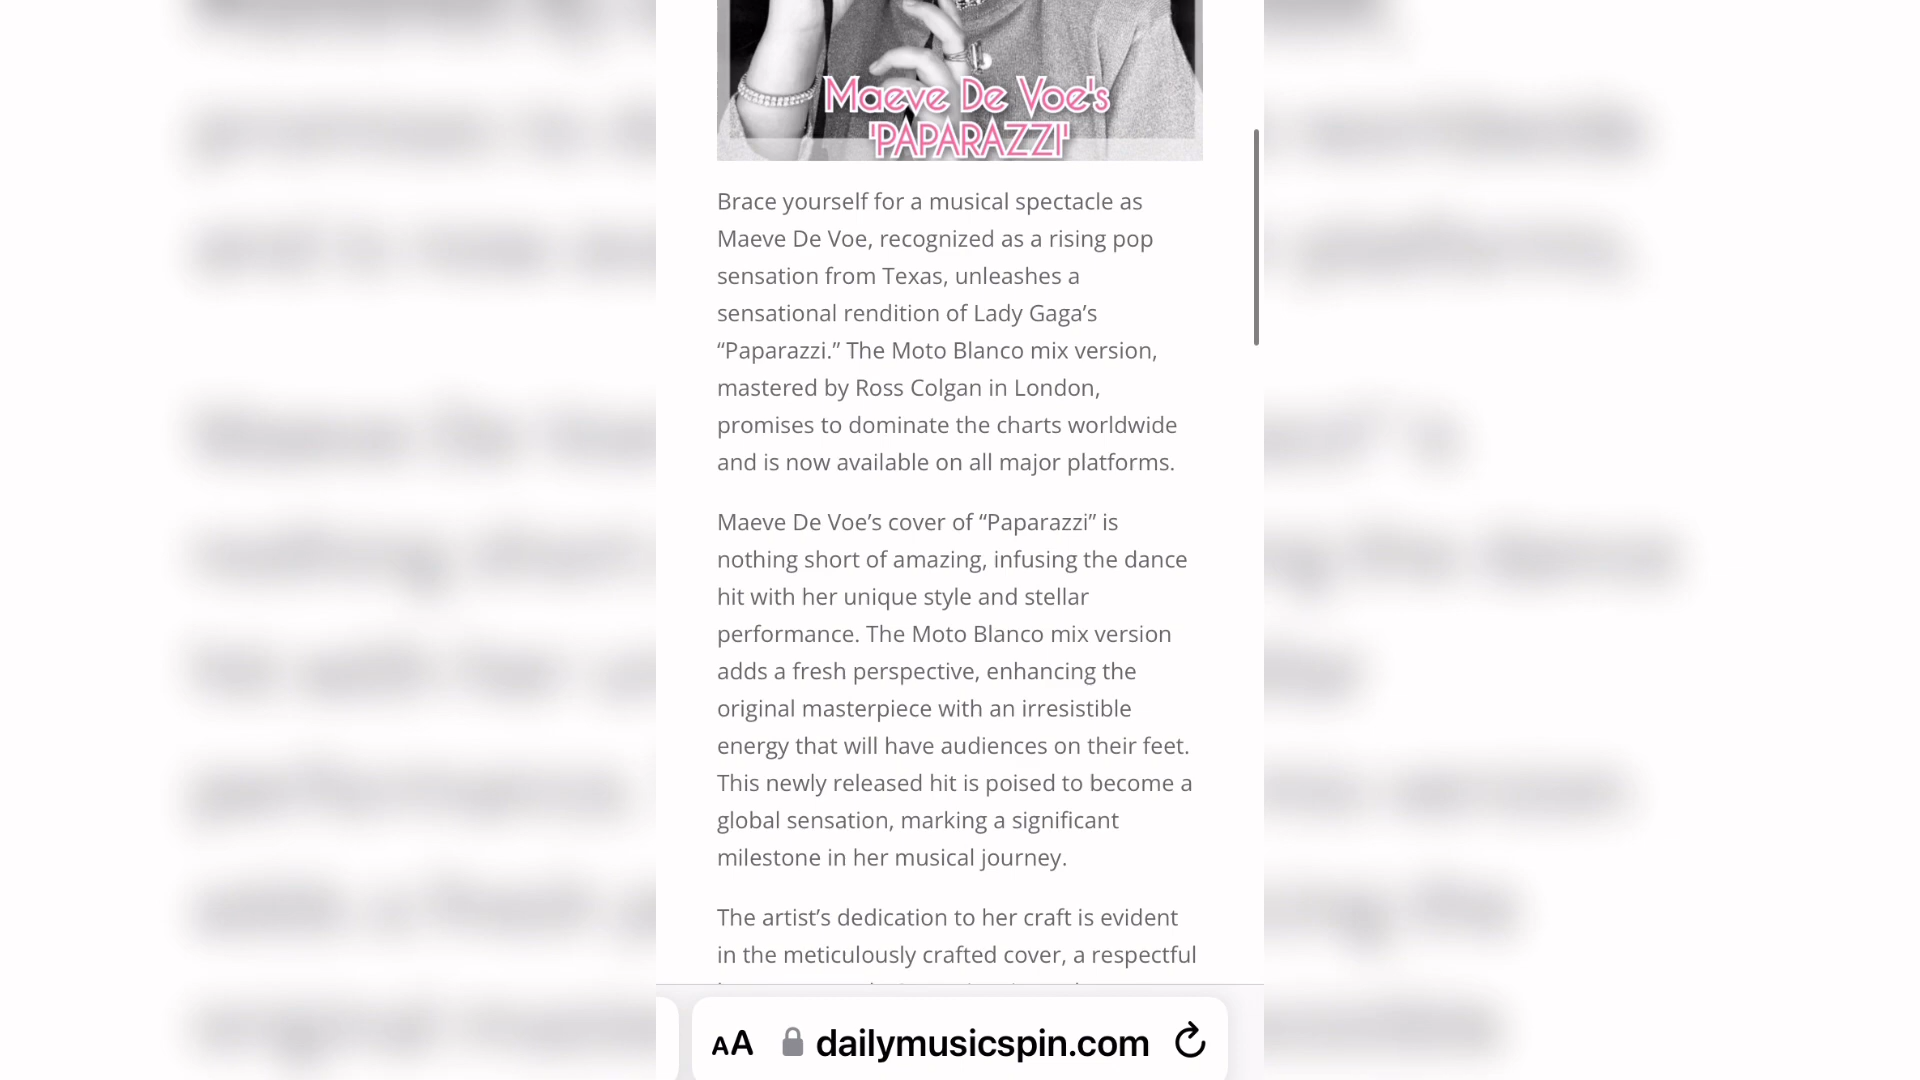 Maeve De Voe's
'PAPARAZZI'
Brace yourself for a musical spectacle as
Maeve De Voe, recognized as a rising pop
sensation from Texas, unleashes a
sensational rendition of Lady Gaga’s
“Paparazzi.” The Moto Blanco mix version,
mastered by Ross Colgan in London,
promises to dominate the charts worldwide
and is now available on all major platforms.
Maeve De Voe’s cover of “Paparazzi” is
nothing short of amazing, infusing the dance
hit with her unique style and stellar
performance. The Moto Blanco mix version
adds a fresh perspective, enhancing the
original masterpiece with an irresistible
energy that will have audiences on their feet.
This newly released hit is poised to become a
global sensation, marking a significant
milestone in her musical journey.
The artist’s dedication to her craft is evident
in the meticulously crafted cover, a respectful
AA dailymusicspin.com